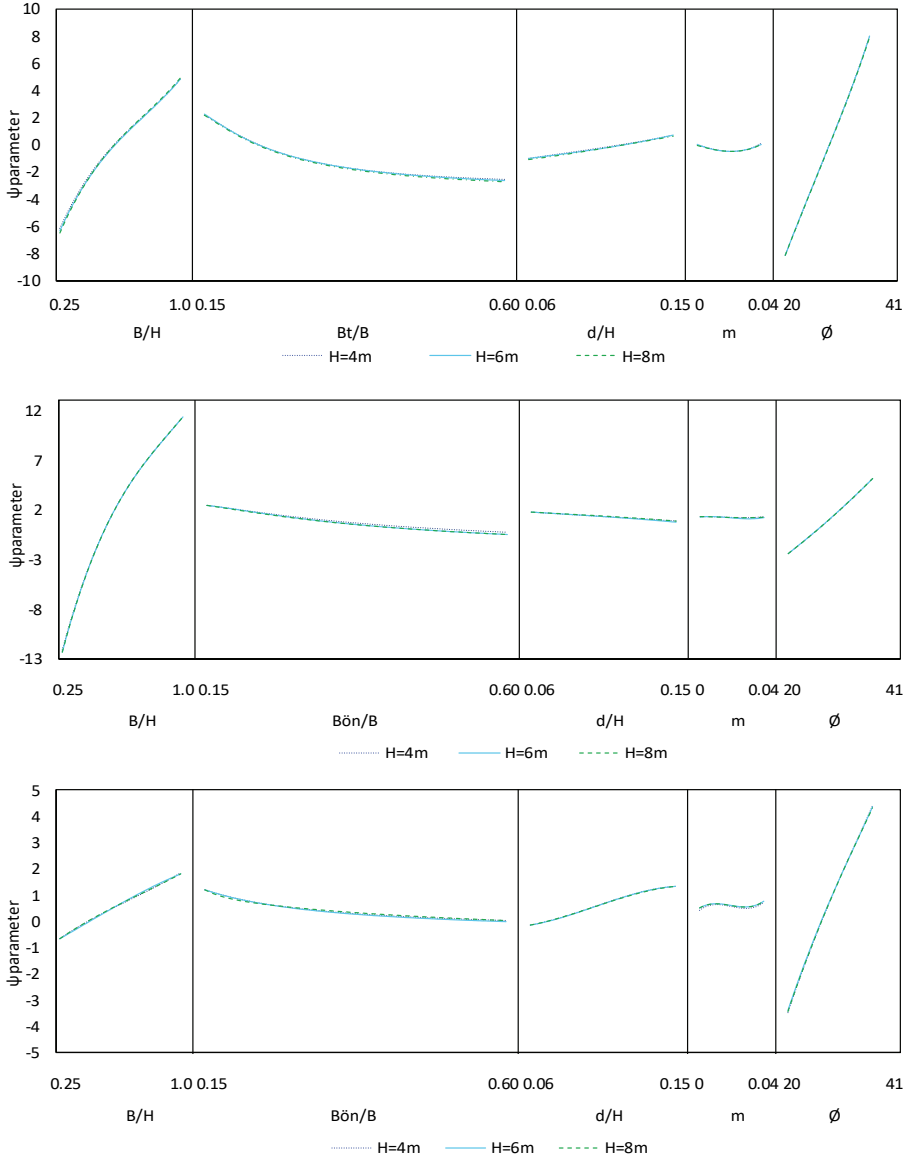 10
8
6
4
2
0
-2
-4
-6
-8
-10
ψparameter
0.25 1.0 0.15 0.60 0.06 0.15 0 0.04 20 41
B/H Bt/B d/H m Ø
H=4m H=6m H=8m
12
7
2
-3
-8
-13
ψparameter
0.25 1.0 0.15 0.60 0.06 0.15 0 0.04 20 41
B/H Bön/B d/H m Ø
H=4m H=6m H=8m
5
4
3
2
1
0
-1
-2
-3
-4
-5
ψparameter
0.25 1.0 0.15 0.60 0.06 0.15 0 0.04 20 41
B/H Bön/B d/H m Ø
H=4m H=6m H=8m